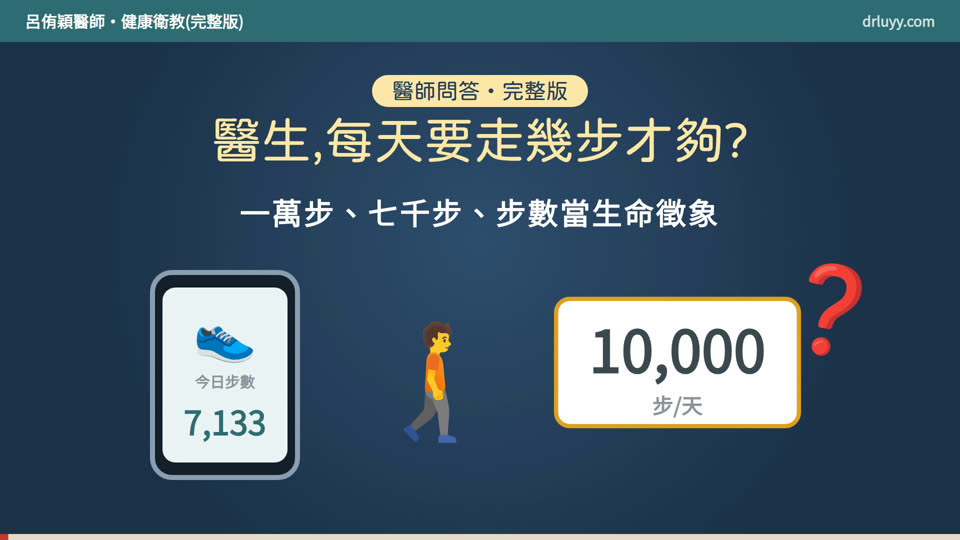 呂侑穎醫師・健康衛教(完整版)
drluyy.com
醫師問答・完整版
醫生,每天要走幾步才夠?
一萬步、七千步、步數當生命徵象
今日步數
7,133
10,000
步/天